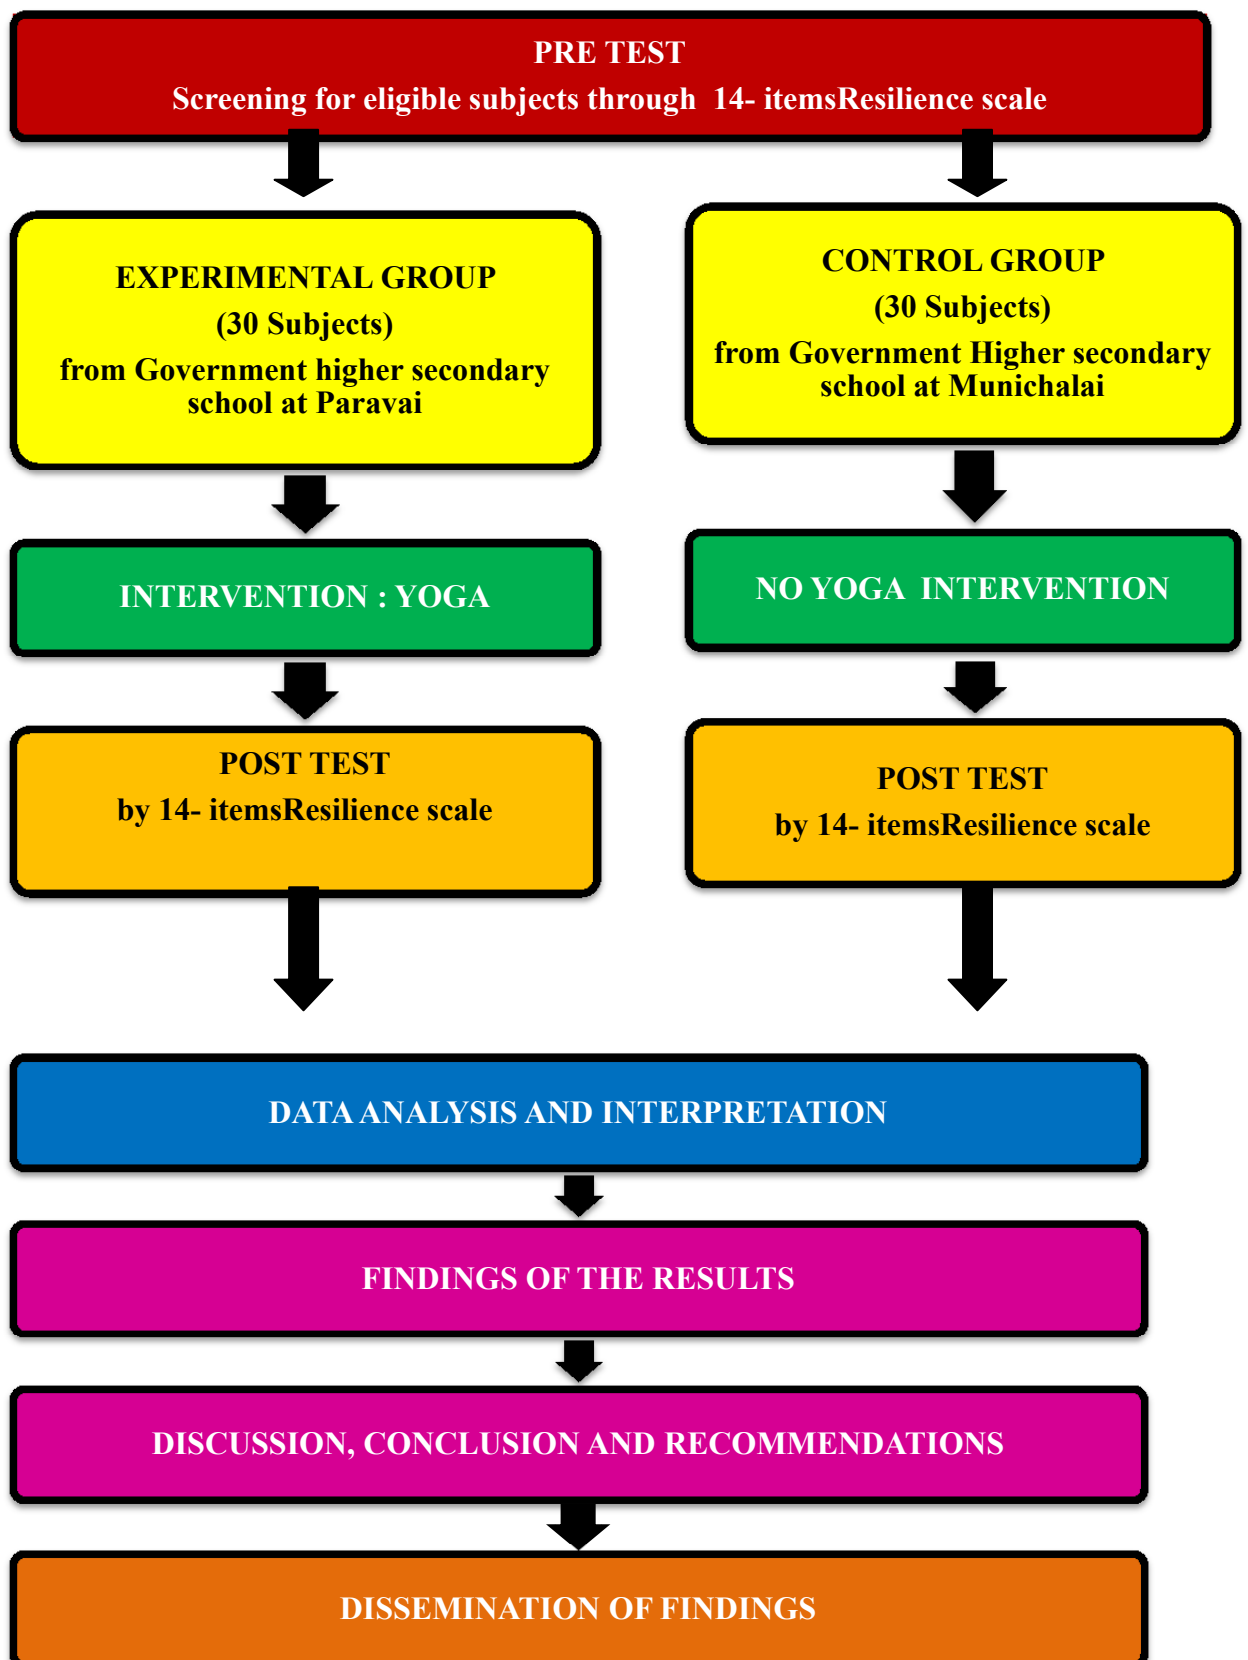 PRE TEST
Screening for eligible subjects through 14- itemsResilience scale
EXPERIMENTAL GROUP
(30 Subjects)
from Government higher secondary
school at Paravai
CONTROL GROUP
(30 Subjects)
from Government Higher secondary
school at Munichalai
INTERVENTION : YOGA
NO YOGA INTERVENTION
POST TEST
by 14- itemsResilience scale
POST TEST
by 14- itemsResilience scale
DATA ANALYSIS AND INTERPRETATION
FINDINGS OF THE RESULTS
DISCUSSION, CONCLUSION AND RECOMMENDATIONS
DISSEMINATION OF FINDINGS